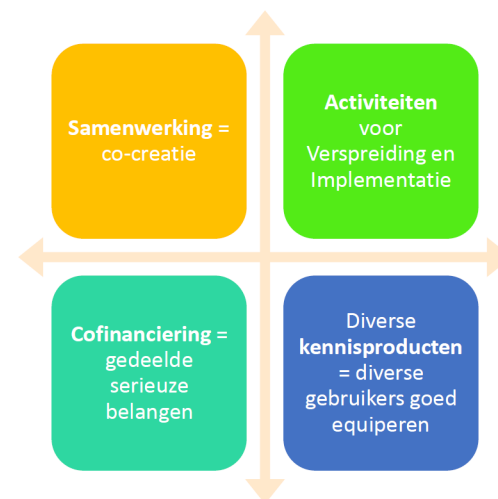 Samenwerking =
co-creatie
Activiteiten
voor
Verspreiding en
Implementatie
Cofinanciering =
gedeelde
serieuze
belangen
Diverse
kennisproducten
= diverse
gebruikers goed
equiperen